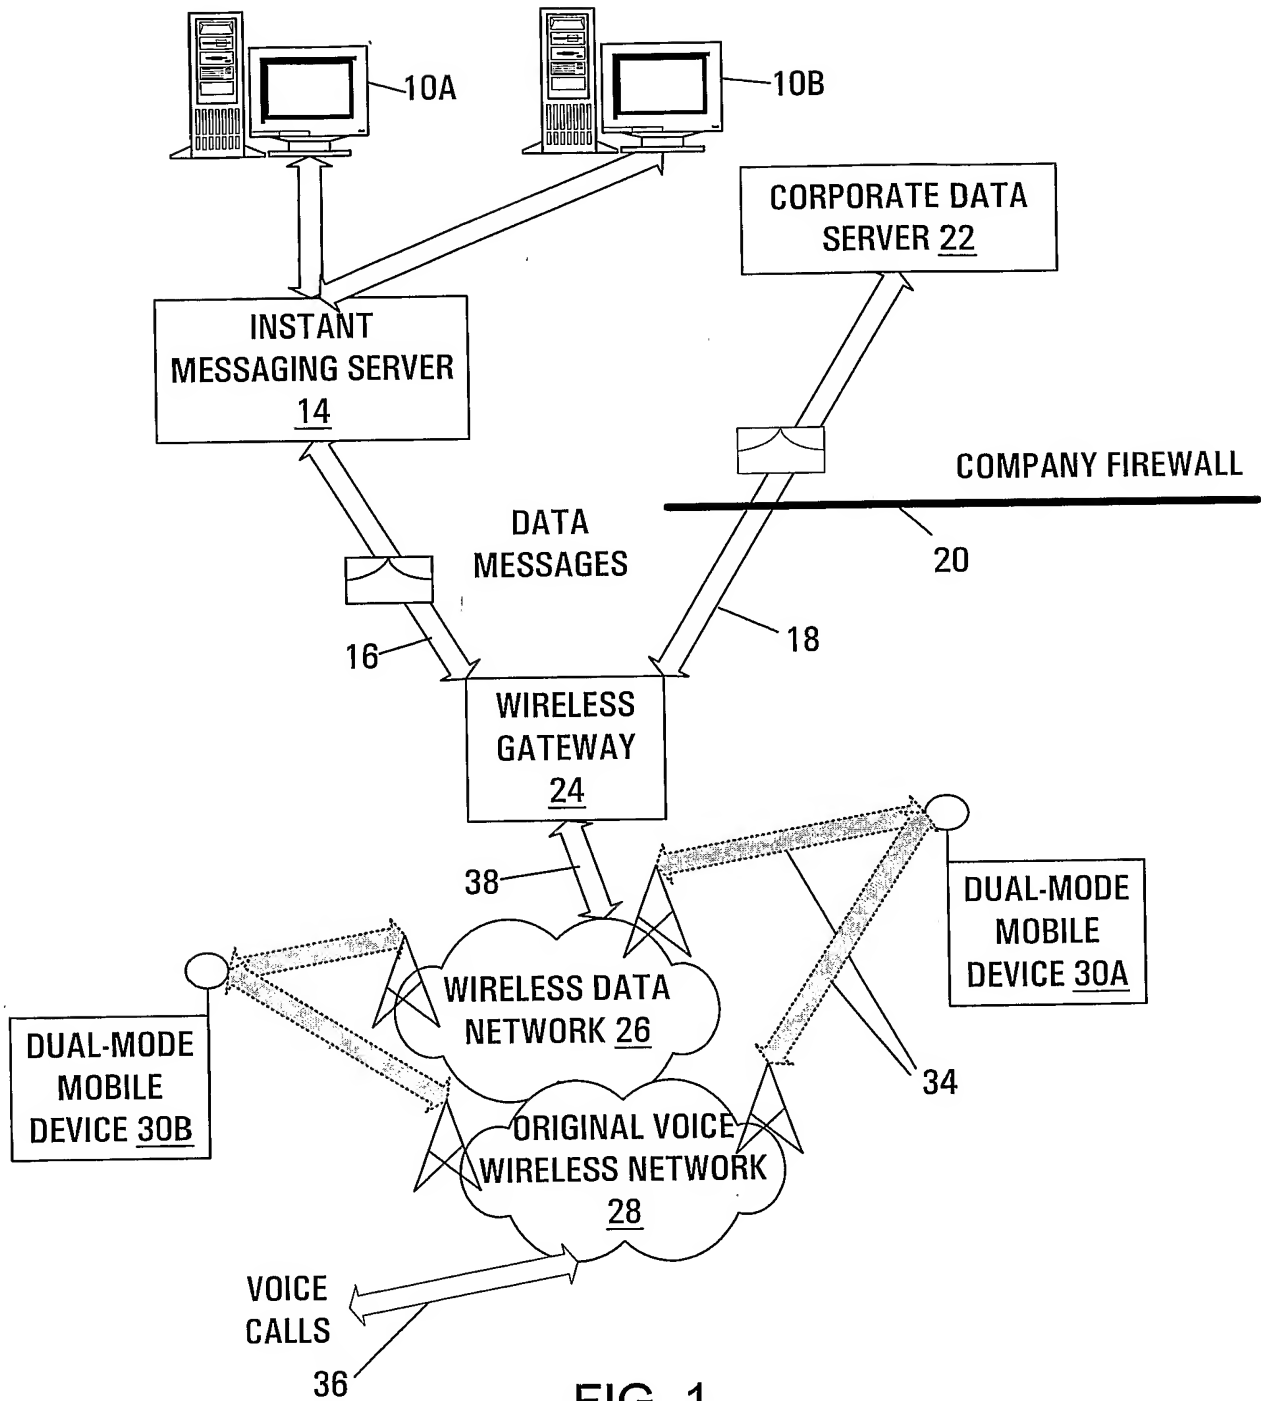 10A
10B
CORPORATE DATA
SERVER 22
INSTANT
MESSAGING SERVER
14
COMPANY FIREWALL
20
DATA
MESSAGES
16
18
WIRELESS
GATEWAY
24
38
DUAL-MODE
MOBILE
DEVICE 30A
WIRELESS DATA
NETWORK 26
DUAL-MODE
MOBILE
DEVICE 30B
34
ORIGINAL VOICE
WIRELESS NETWORK
28
VOICE
CALLS
36
FIG. 1